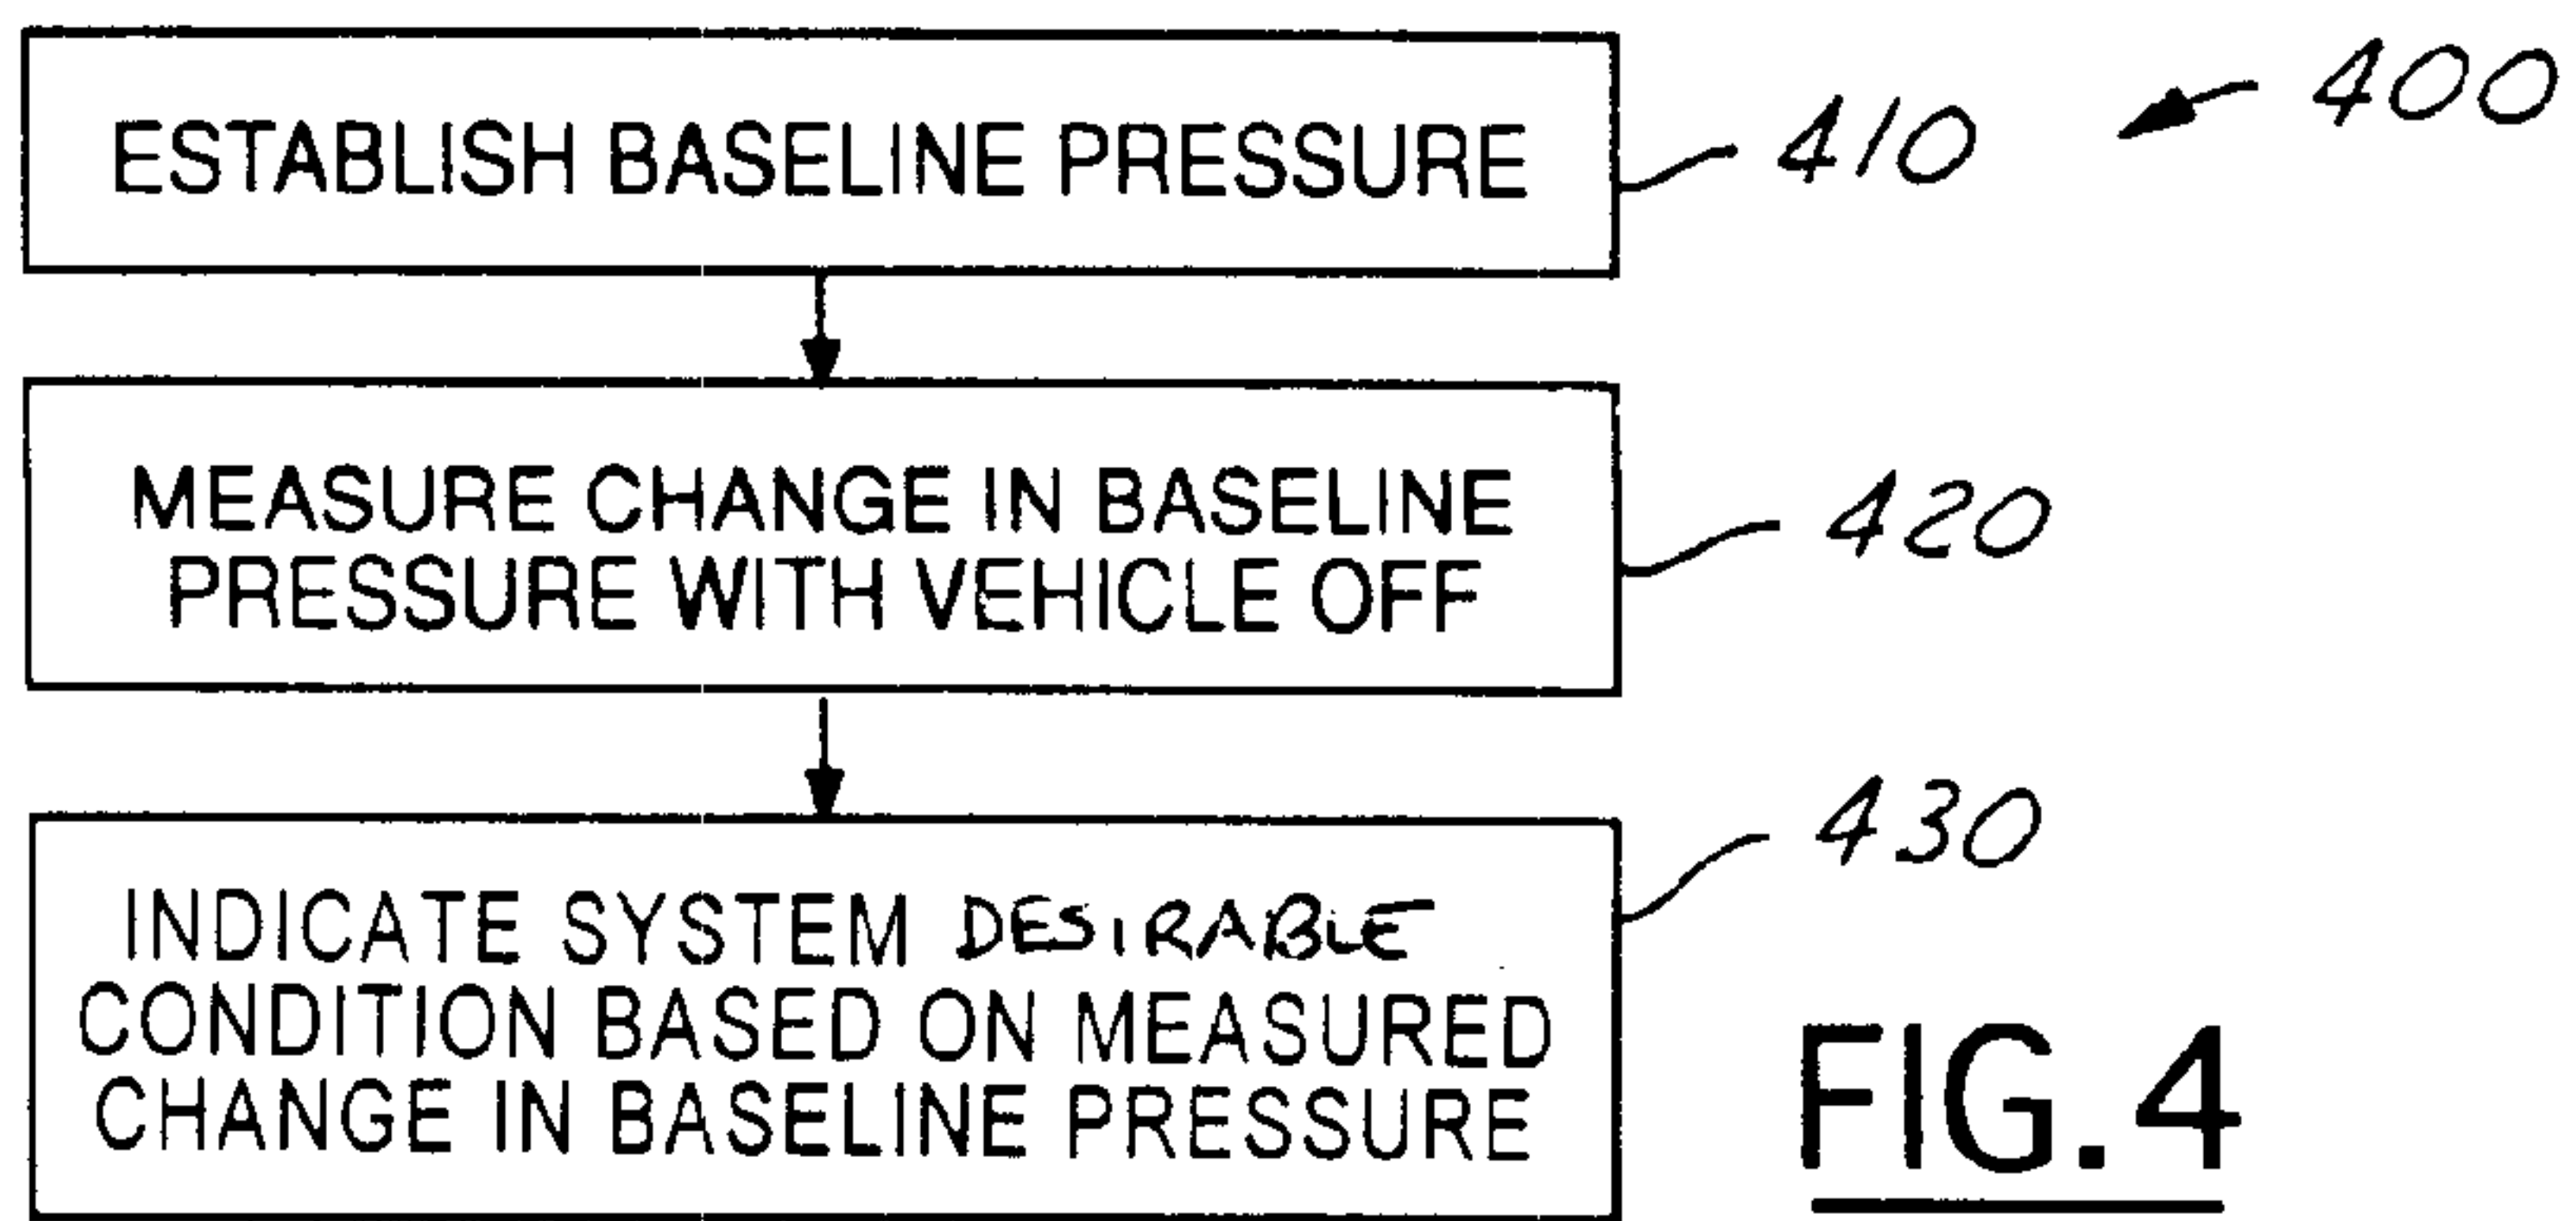 ESTABLISH BASELINE PRESSURE
410
400
MEASURE CHANGE IN BASELINE
PRESSURE WITH VEHICLE OFF
420
INDICATE SYSTEM DESIRABLE
CONDITION BASED ON MEASURED
CHANGE IN BASELINE PRESSURE
430
FIG. 4